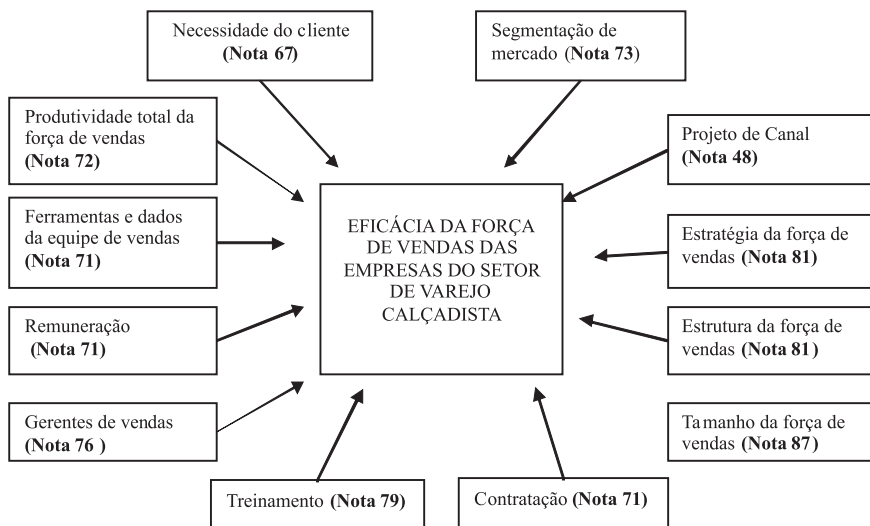 Necessidade do cliente
(Nota 67)
Segmentação de
mercado (Nota 73)
Produtividade total da
força de vendas
(Nota 72)
Projeto de Canal
(Nota 48)
Ferramentas e dados
da equipe de vendas
(Nota 71)
EFICÁCIA DA FORÇA
DE VENDAS DAS
EMPRESAS DO SETOR
DE VAREJO
CALÇADISTA
Estratégia da força de
vendas (Nota 81)
Remuneração
(Nota 71)
Estrutura da força de
vendas (Nota 81)
Gerentes de vendas
(Nota 76 )
Tamanho da força de
vendas (Nota 87)
Treinamento (Nota 79)
Contratação (Nota 71)